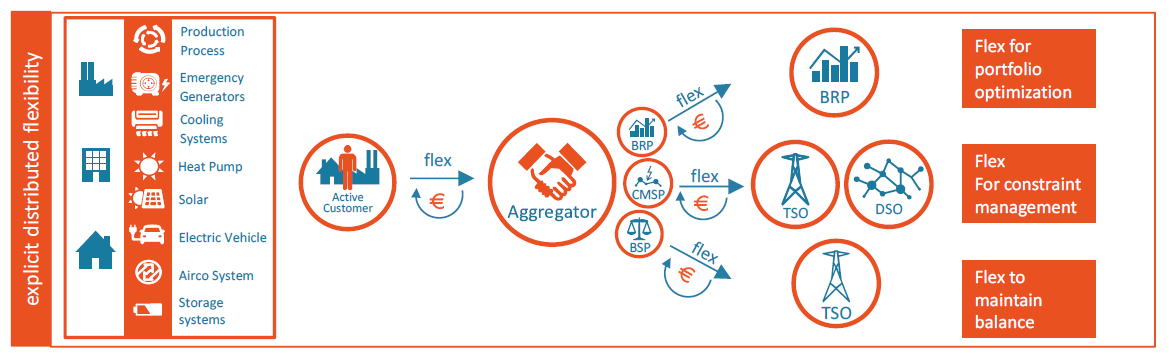 explicit distributed flexibility
Production
Process
Emergency
Generators
Cooling
Systems
Heat Pump
Solar
Electric Vehicle
Airco System
Storage
systems
Active
Customer
flex
€
Aggregator
BRP
CMSP
BSP
flex
€
flex
€
flex
€
BRP
TSO
DSO
TSO
Flex for
portfolio
optimization
Flex
For constraint
management
Flex to
maintain
balance